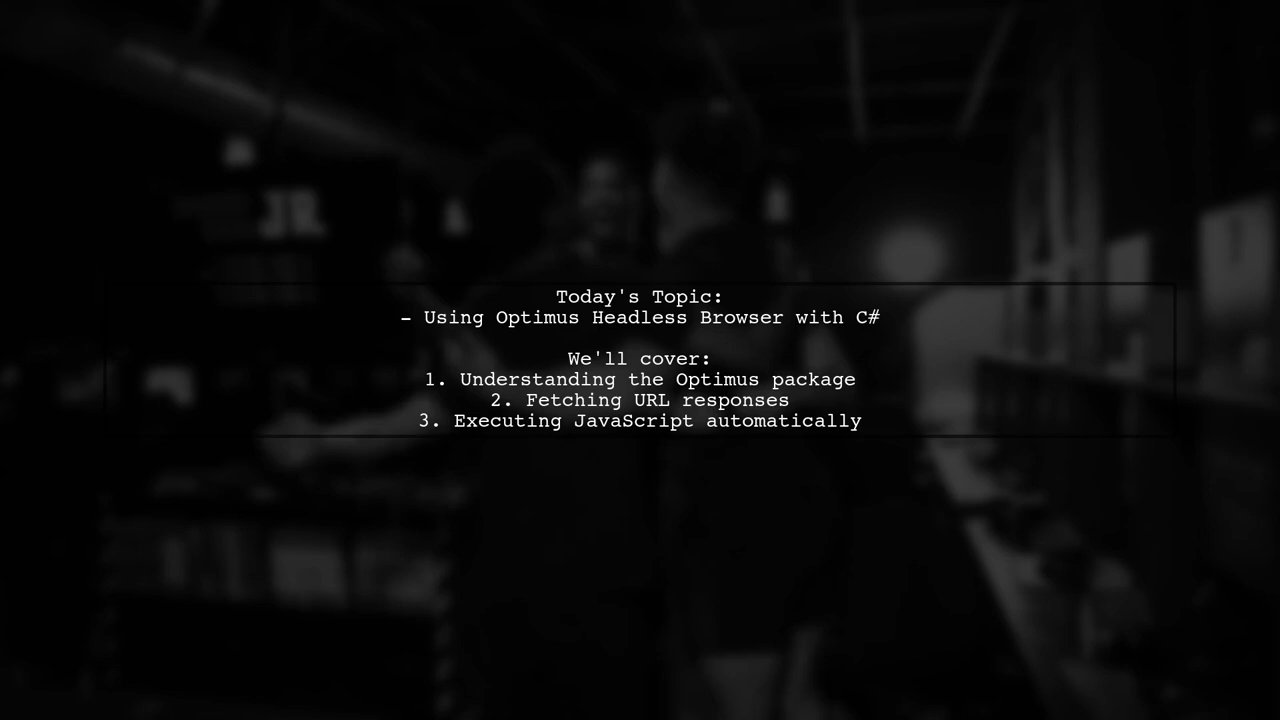 JR
Today's Topic:
- Using Optimus Headless Browser with C#
We'll cover:
1. Understanding the Optimus package
2. Fetching URL responses
3. Executing JavaScript automatically